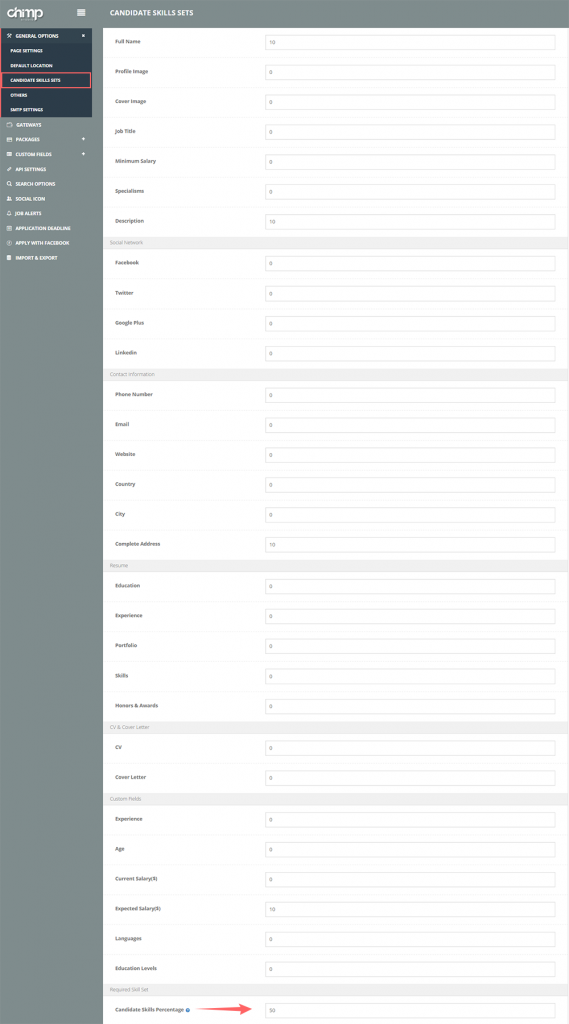 chimp
GENERAL OPTIONS
PAGE SETTINGS
DEFAULT LOCATION
CANDIDATE SKILLS SETS
OTHERS
SMTP SETTINGS
GATEWAYS
PACKAGES +
CUSTOM FIELDS +
API SETTINGS
SEARCH OPTIONS
SOCIAL ICON
JOB ALERTS
APPLICATION DEADLINE
APPLY WITH FACEBOOK
IMPORT & EXPORT
CANDIDATE SKILLS SETS
Full Name 10
Profile Image 0
Cover Image 0
Job Title 0
Minimum Salary 0
Specialisms 0
Description 10
Social Network
Facebook 0
Twitter 0
Google Plus 0
Linkedin 0
Contact Information
Phone Number 0
Email 0
Website 0
Country 0
City 0
Complete Address 10
Resume
Education 0
Experience 0
Portfolio 0
Skills 0
Honors & Awards 0
CV & Cover Letter
CV 0
Cover Letter 0
Custom Fields
Experience 0
Age 0
Current Salary($) 0
Expected Salary($) 10
Languages 0
Education Levels 0
Required Skill Set
Candidate Skills Percentage 50